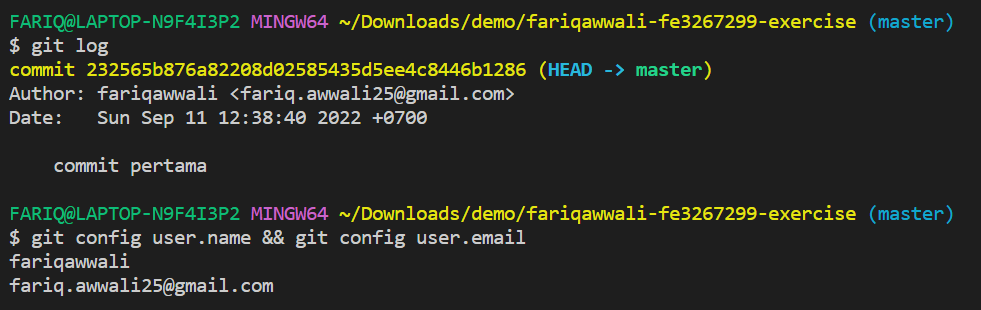 FARIQ@LAPTOP-N9F4I3P2 MINGW64 ~/Downloads/demo/fariqawwali-fe3267299-exercise (master)
$ git log
commit 232565b876a82208d02585435d5ee4c8446b1286 (HEAD -> master)
Author: fariqawwali <fariq.awwali25@gmail.com>
Date:   Sun Sep 11 12:38:40 2022 +0700
    commit pertama
FARIQ@LAPTOP-N9F4I3P2 MINGW64 ~/Downloads/demo/fariqawwali-fe3267299-exercise (master)
$ git config user.name && git config user.email
fariqawwali
fariq.awwali25@gmail.com